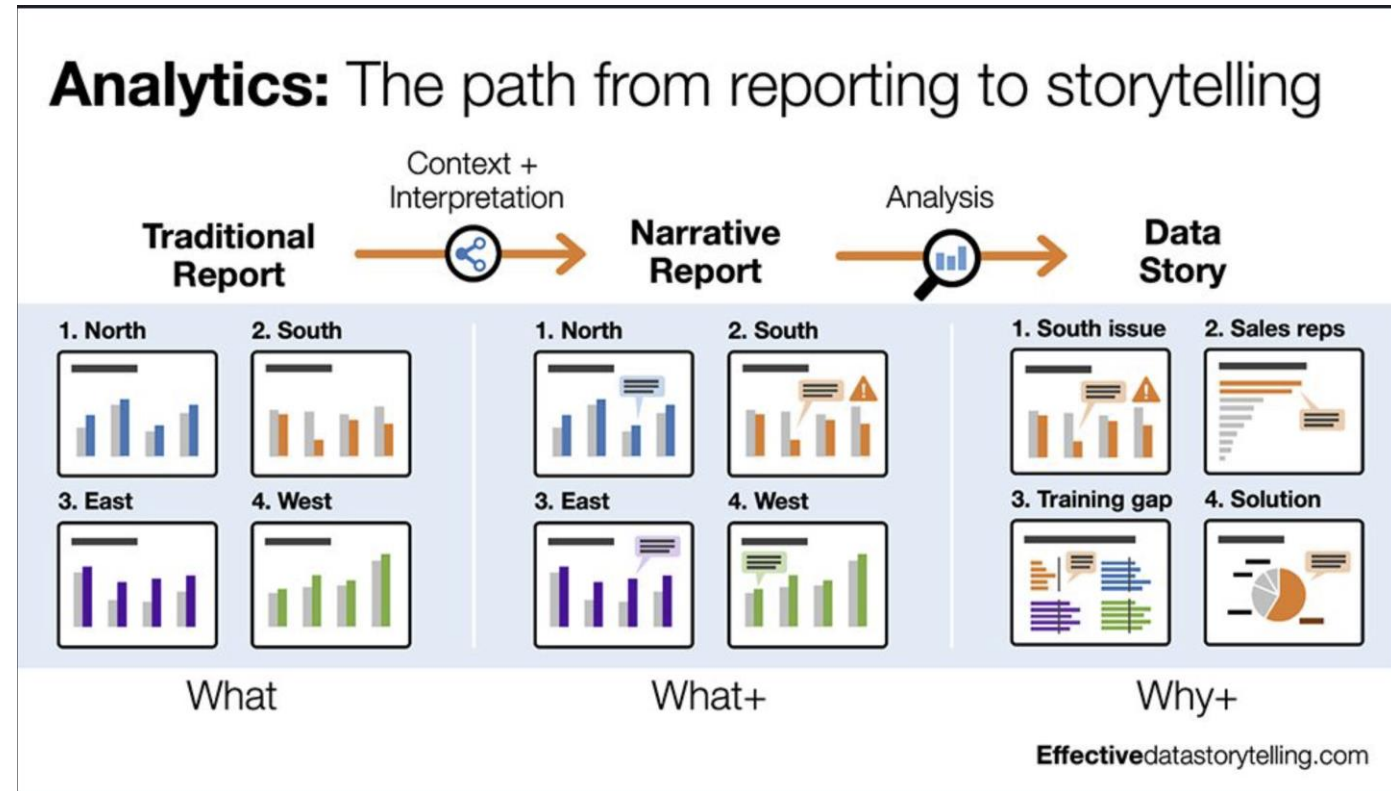 Analytics: The path from reporting to storytelling
Context +
Interpretation
Analysis
Traditional
Report
Narrative
Report
Data
Story
1. North
2. South
3. East
4. West
1. North
2. South
3. East
4. West
1. South issue
2. Sales reps
3. Training gap
4. Solution
What
What+
Why+
Effectivedatastorytelling.com